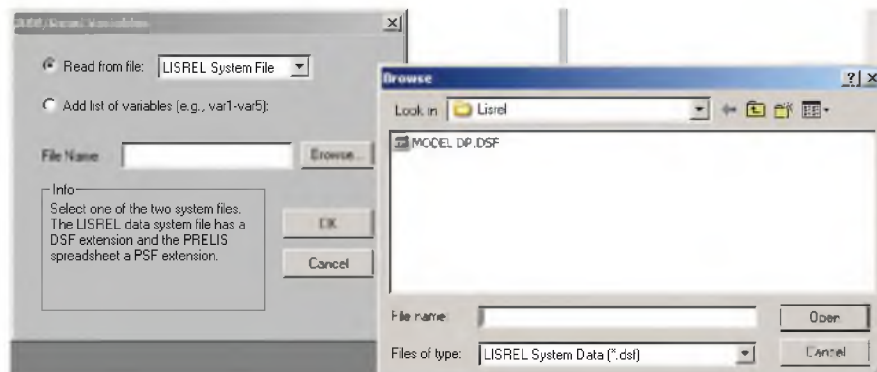 Add/Read Variables
Read from file: LISREL System File
Add list of variables (e.g., var1-var5):
File Name
Browse...
Info
Select one of the two system files.
The LISREL data system file has a
DSF extension and the PRELIS
spreadsheet a PSF extension.
OK
Cancel
Browse
Look in Lisrel
MODEL DP.DSF
File name:
Open
Files of type: LISREL System Data (*.dsf)
Cancel